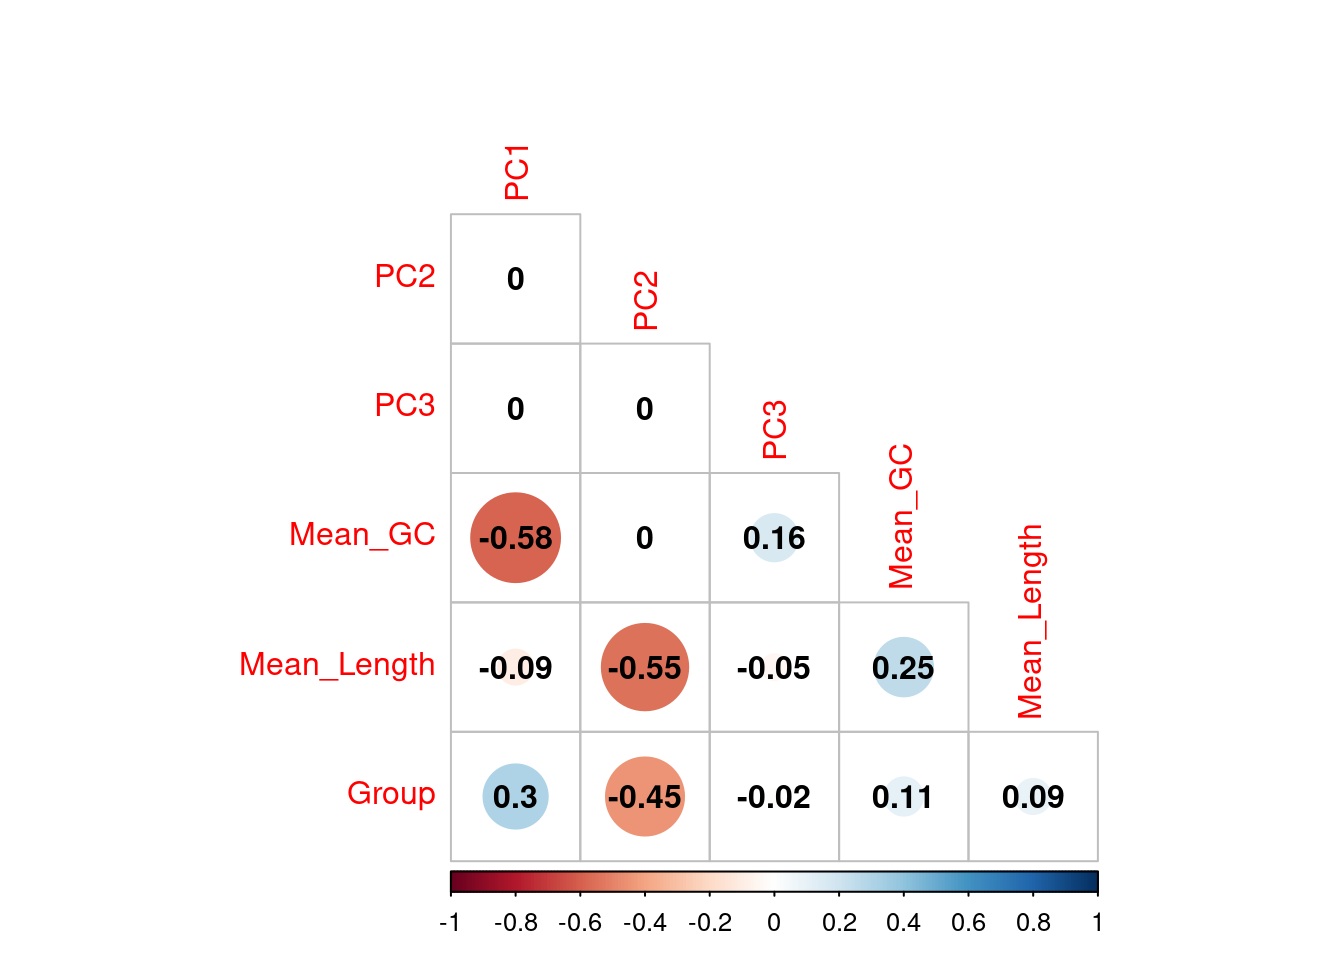 PC1
PC2 0 PC2
PC3 0 0 PC3
Mean_GC -0.58 0 0.16 Mean_GC
Mean_Length -0.09 -0.55 -0.05 0.25 Mean_Length
Group 0.3 -0.45 -0.02 0.11 0.09
-1 -0.8 -0.6 -0.4 -0.2 0 0.2 0.4 0.6 0.8 1